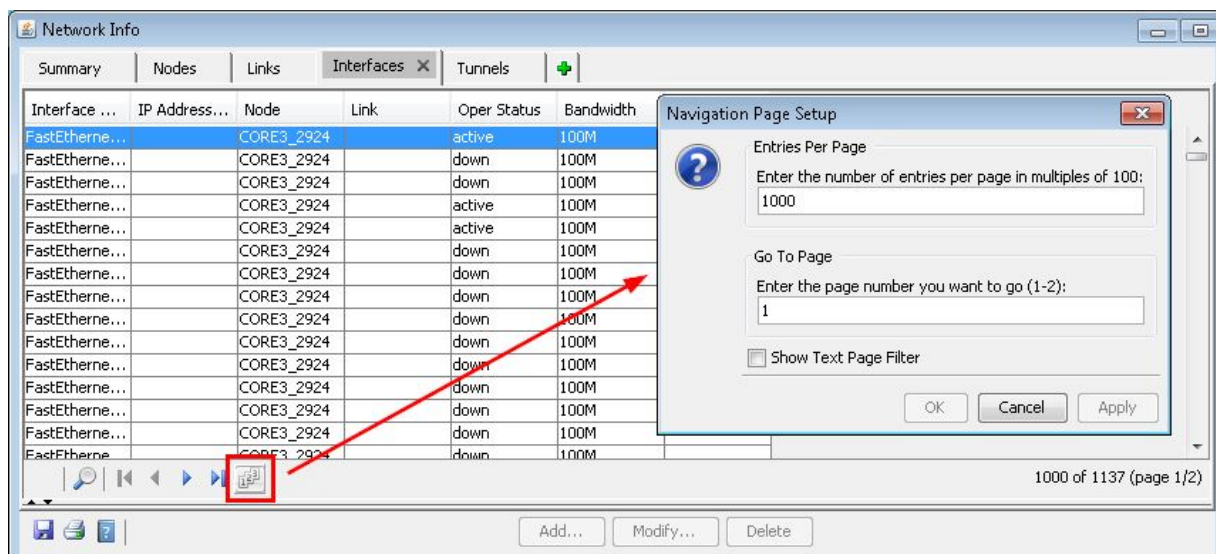 Network Info
Summary Nodes Links Interfaces Tunnels
Interface ... IP Address... Node Link Oper Status Bandwidth
FastEtherne... CORE3_2924 active 100M
FastEtherne... CORE3_2924 down 100M
FastEtherne... CORE3_2924 down 100M
FastEtherne... CORE3_2924 active 100M
FastEtherne... CORE3_2924 active 100M
FastEtherne... CORE3_2924 down 100M
FastEtherne... CORE3_2924 down 100M
FastEtherne... CORE3_2924 down 100M
FastEtherne... CORE3_2924 down 100M
FastEtherne... CORE3_2924 down 100M
FastEtherne... CORE3_2924 down 100M
FastEtherne... CORE3_2924 down 100M
FastEtherne... CORE3_2924 down 100M
FastEtherne... CORE3_2924 down 100M
FastEtherne CORE3_2924 down 100M
Navigation Page Setup
Entries Per Page
Enter the number of entries per page in multiples of 100:
1000
Go To Page
Enter the page number you want to go (1-2):
1
Show Text Page Filter
OK Cancel Apply
123
1000 of 1137 (page 1/2)
Add... Modify... Delete